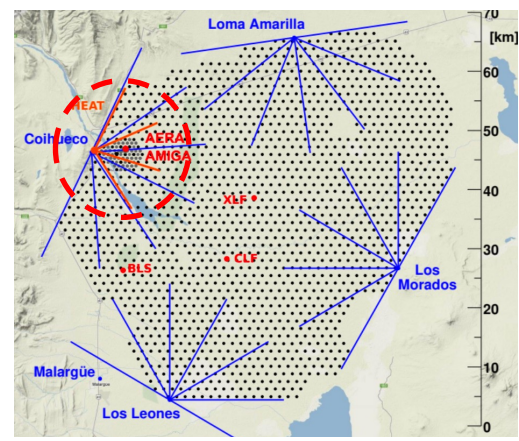 Loma Amarilla
70
[km]
60
HEAT
Coihueco
AERA
AMIGA
50
XLF
40
CLF
30
BLS
Los
Morados
20
Malargüe
10
Los Leones
0